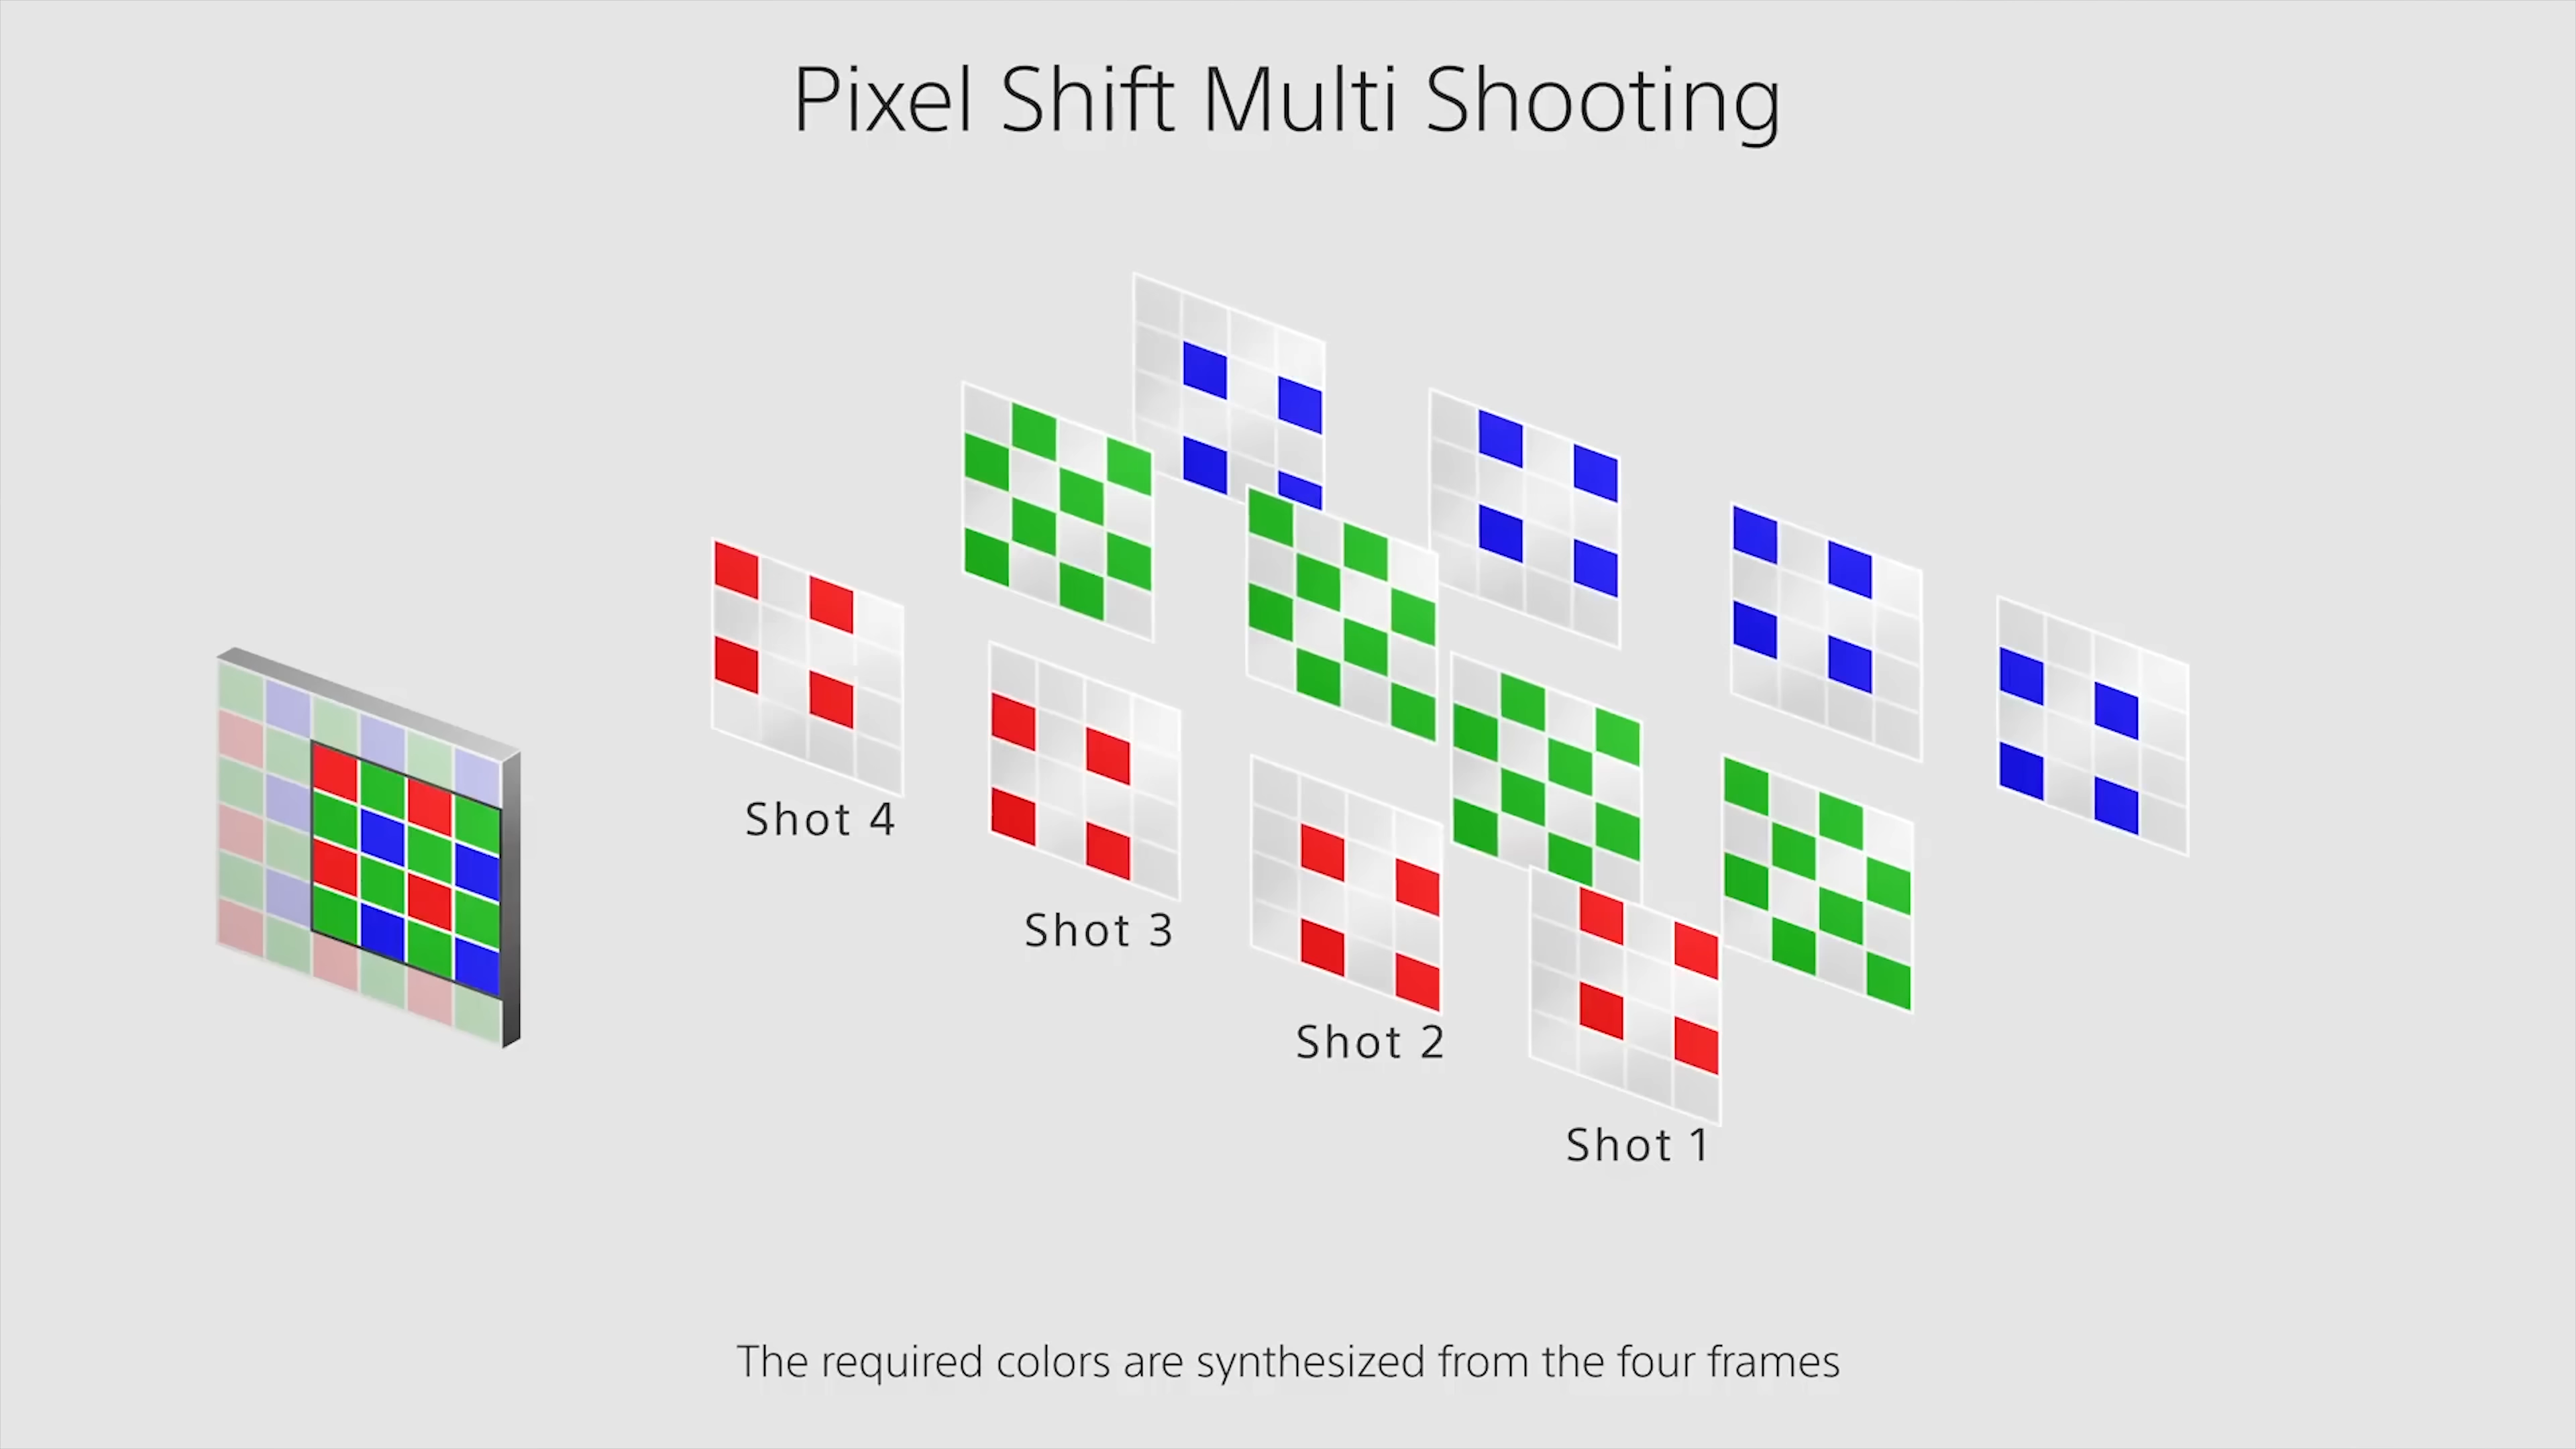 Pixel Shift Multi Shooting
Shot 4
Shot 3
Shot 2
Shot 1
The required colors are synthesized from the four frames